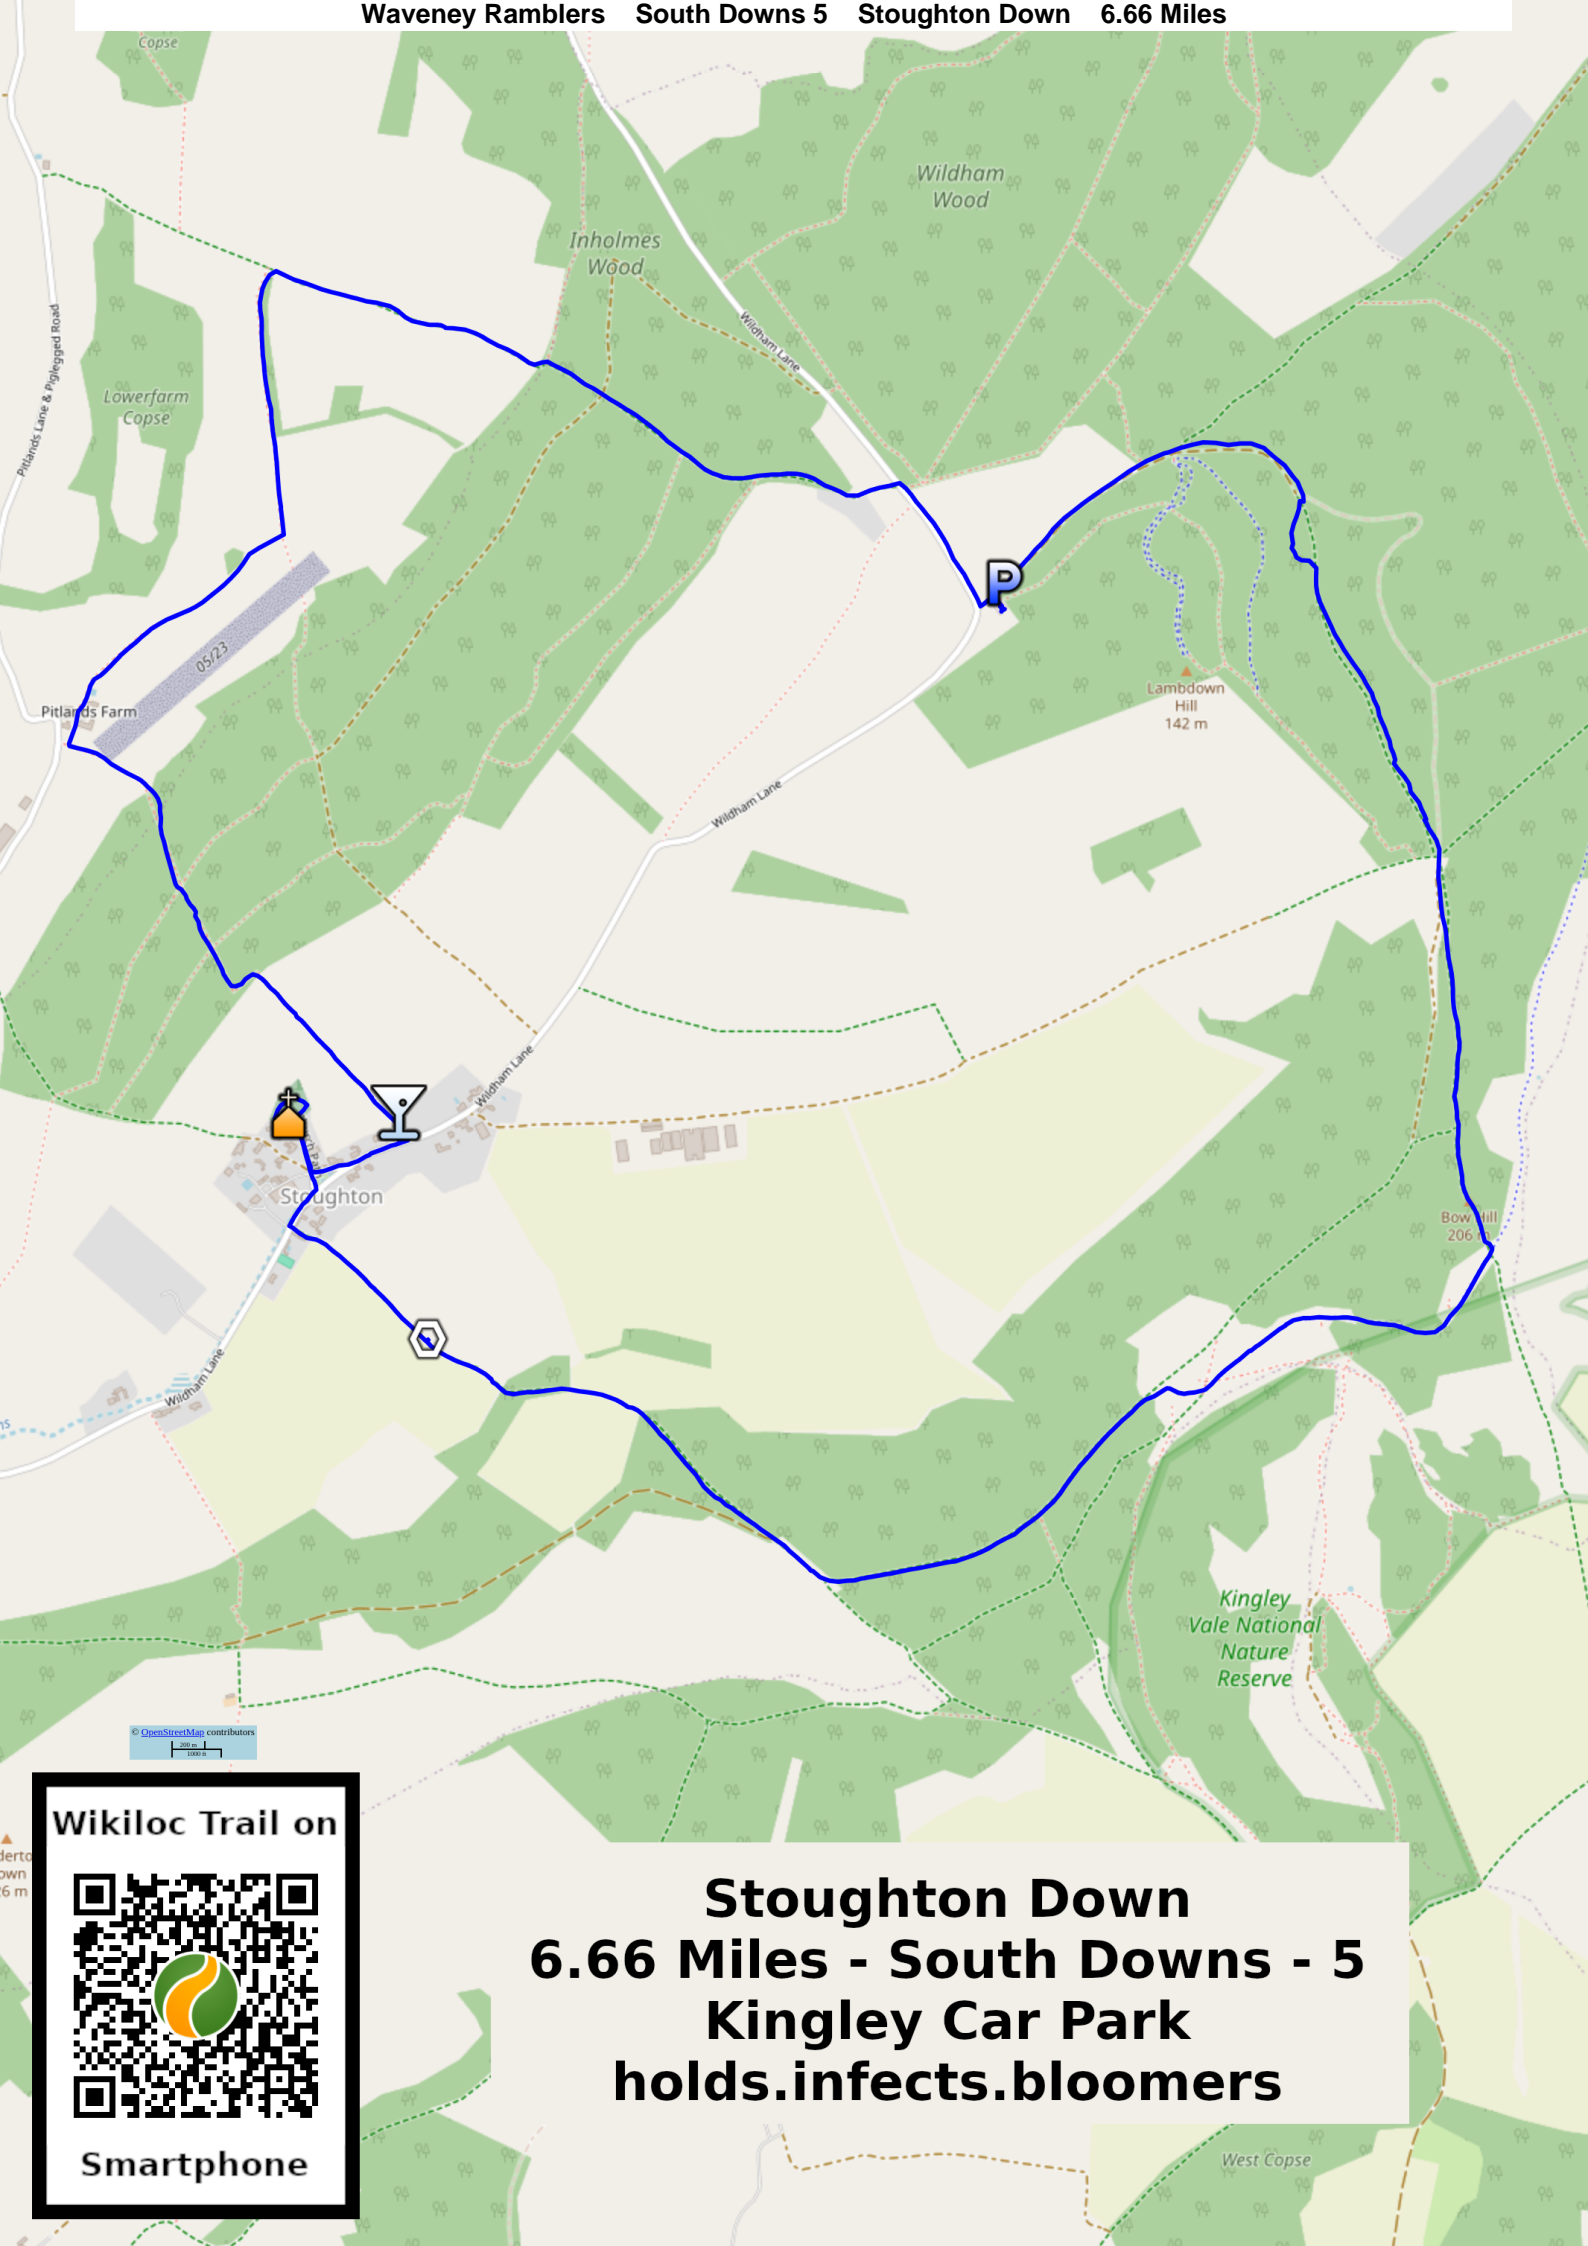 Waveney Ramblers South Downs 5 Stoughton Down 6.66 Miles
Copse
Wildham
Wood
Inholmes
Wood
Wildham Lane
Pitlands Lane & Piglegged Road
Lowerfarm
Copse
P
05/23
Lambdown
Hill
142 m
Pitlands Farm
Wildham Lane
Wildham Lane
Stoughton
Bow Hill
206 m
Wildham Lane
Kingley
Vale National
Nature
Reserve
© OpenStreetMap contributors
200 m
1000 ft
Wikiloc Trail on
Smartphone
Stoughton Down
6.66 Miles - South Downs - 5
Kingley Car Park
holds.infects.bloomers
West Copse